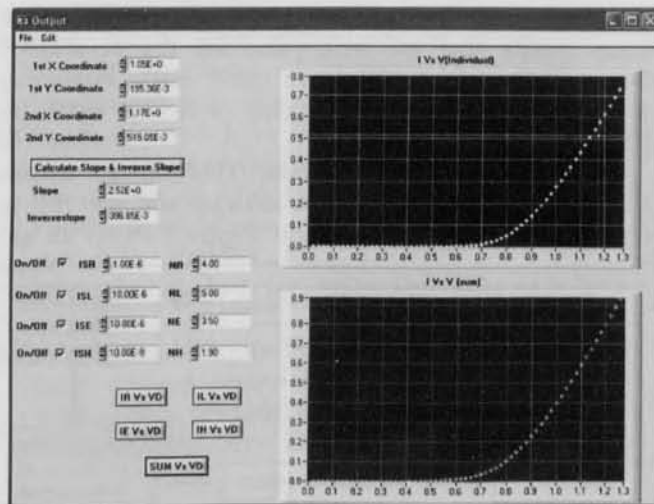 Output
File Edit
1st X Coordinate 1.05E+0
1st Y Coordinate 195.36E-3
2nd X Coordinate 1.17E+0
2nd Y Coordinate 519.05E-3
Calculate Slope & Inverse Slope
Slope 2.52E+0
Inverseslope 396.85E-3
On/Off ISR 1.00E-6 NR 4.00
On/Off ISL 10.00E-6 NL 5.00
On/Off ISE 10.00E-6 NE 3.50
On/Off ISH 10.00E-9 NH 1.90
IR Vs VD IL Vs VD
IE Vs VD IH Vs VD
SUM Vs VD
I Vs V(Individual)
0.8
0.7
0.6
0.5
0.4
0.3
0.2
0.1
0.0
0.0 0.1 0.2 0.3 0.4 0.5 0.6 0.7 0.8 0.9 1.0 1.1 1.2 1.3
I Vs V (sum)
0.9
0.8
0.7
0.6
0.5
0.4
0.3
0.2
0.1
0.0
0.0 0.1 0.2 0.3 0.4 0.5 0.6 0.7 0.8 0.9 1.0 1.1 1.2 1.3